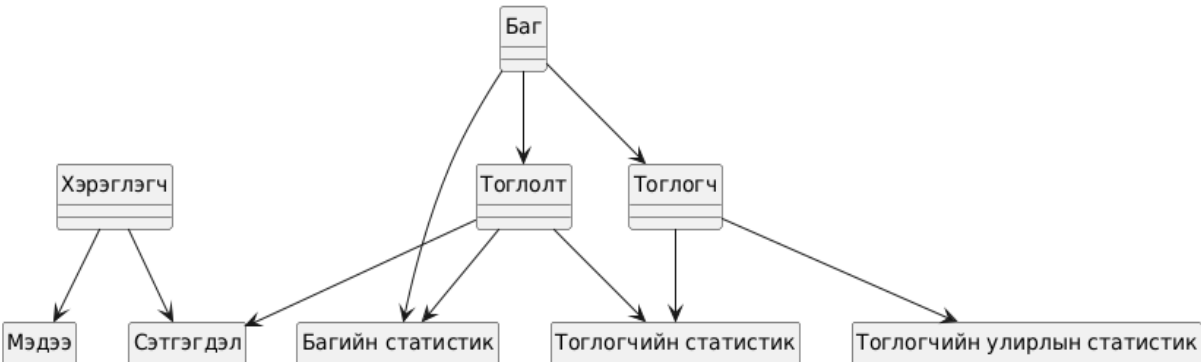 Баг
Хэрэглэгч
Тоглолт
Тоглогч
Мэдээ
Сэтгэгдэл
Багийн статистик
Тоглогчийн статистик
Тоглогчийн улирлын статистик